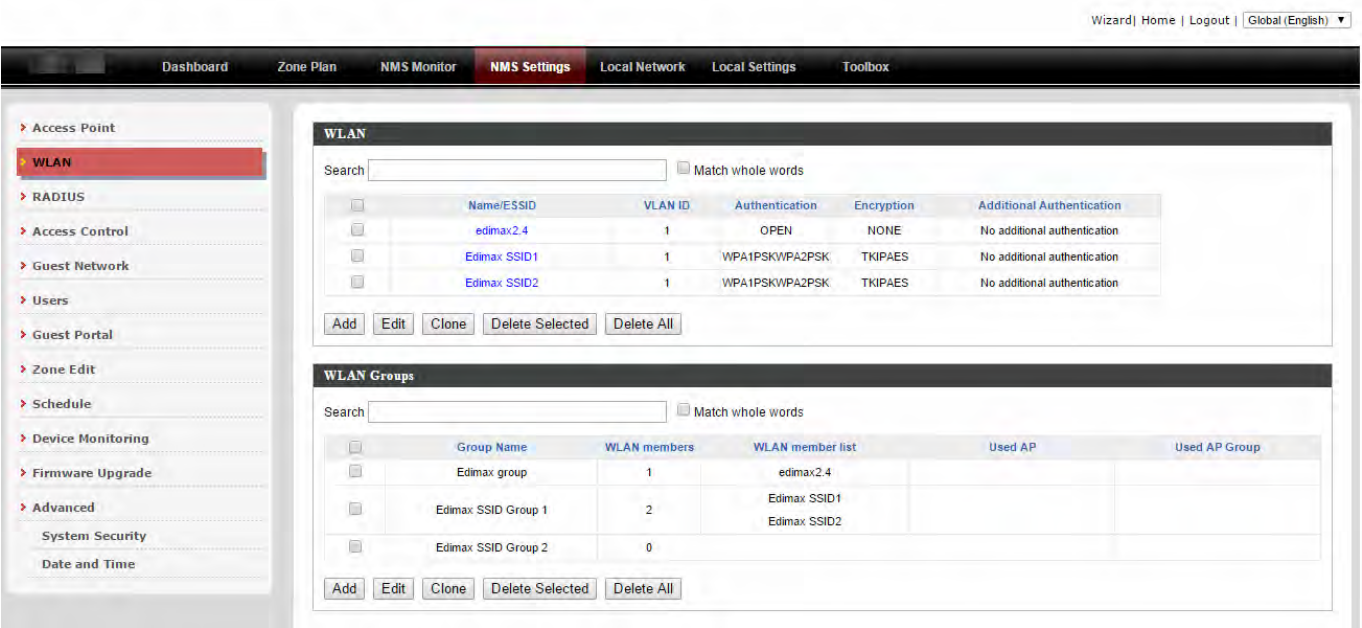 Wizard| Home | Logout | Global (English) ▼
Dashboard Zone Plan NMS Monitor NMS Settings Local Network Local Settings Toolbox
Access Point
WLAN
RADIUS
Access Control
Guest Network
Users
Guest Portal
Zone Edit
Schedule
Device Monitoring
Firmware Upgrade
Advanced
System Security
Date and Time
WLAN
Search Match whole words
Name/ESSID VLAN ID Authentication Encryption Additional Authentication
edimax2.4 1 OPEN NONE No additional authentication
Edimax SSID1 1 WPA1PSKWPA2PSK TKIPAES No additional authentication
Edimax SSID2 1 WPA1PSKWPA2PSK TKIPAES No additional authentication
Add Edit Clone Delete Selected Delete All
WLAN Groups
Search Match whole words
Group Name WLAN members WLAN member list Used AP Used AP Group
Edimax group 1 edimax2.4
Edimax SSID Group 1 2 Edimax SSID1
Edimax SSID2
Edimax SSID Group 2 0
Add Edit Clone Delete Selected Delete All